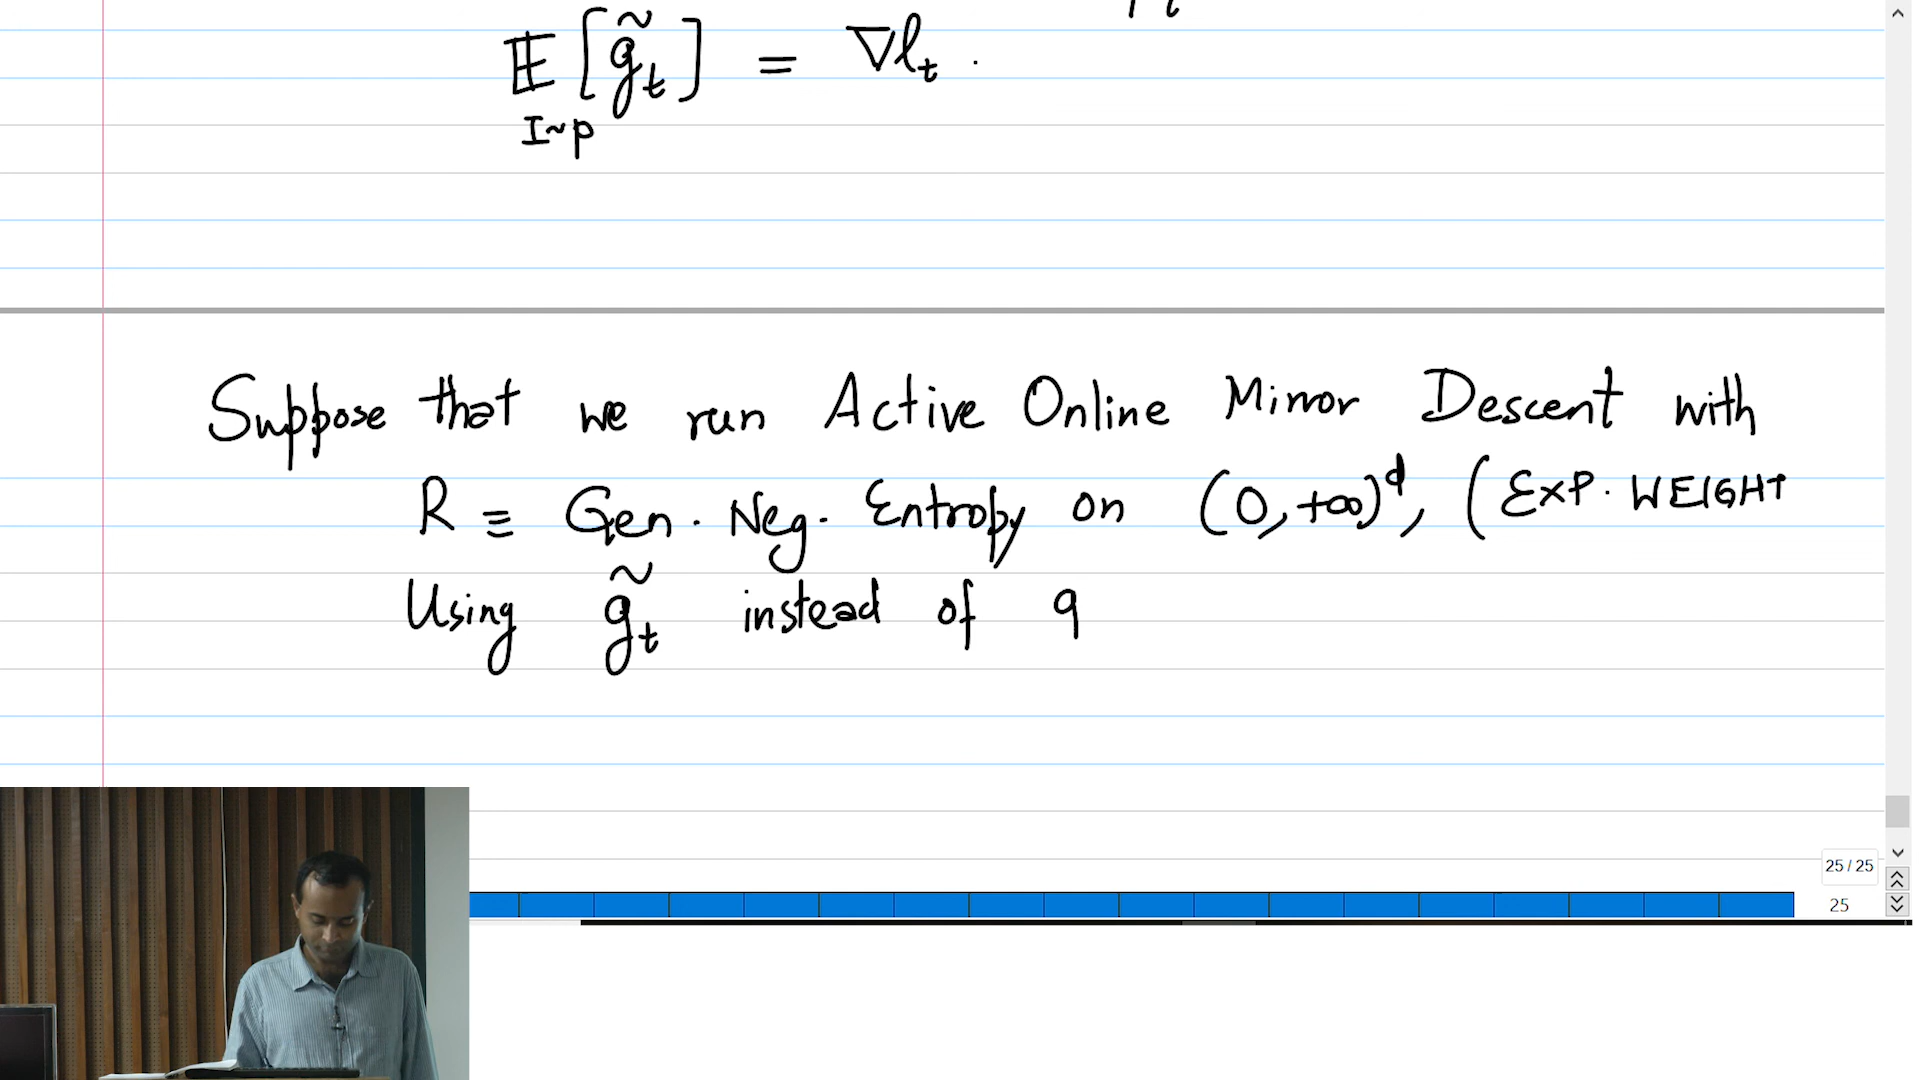 𝔼[g̃_t] = ∇l_t .
I~p
Suppose that we run Active Online Mirror Descent with
R ≡ Gen. Neg. Entropy on (0,+∞)^d, (EXP. WEIGHT
Using g̃_t instead of 9
25 / 25
25